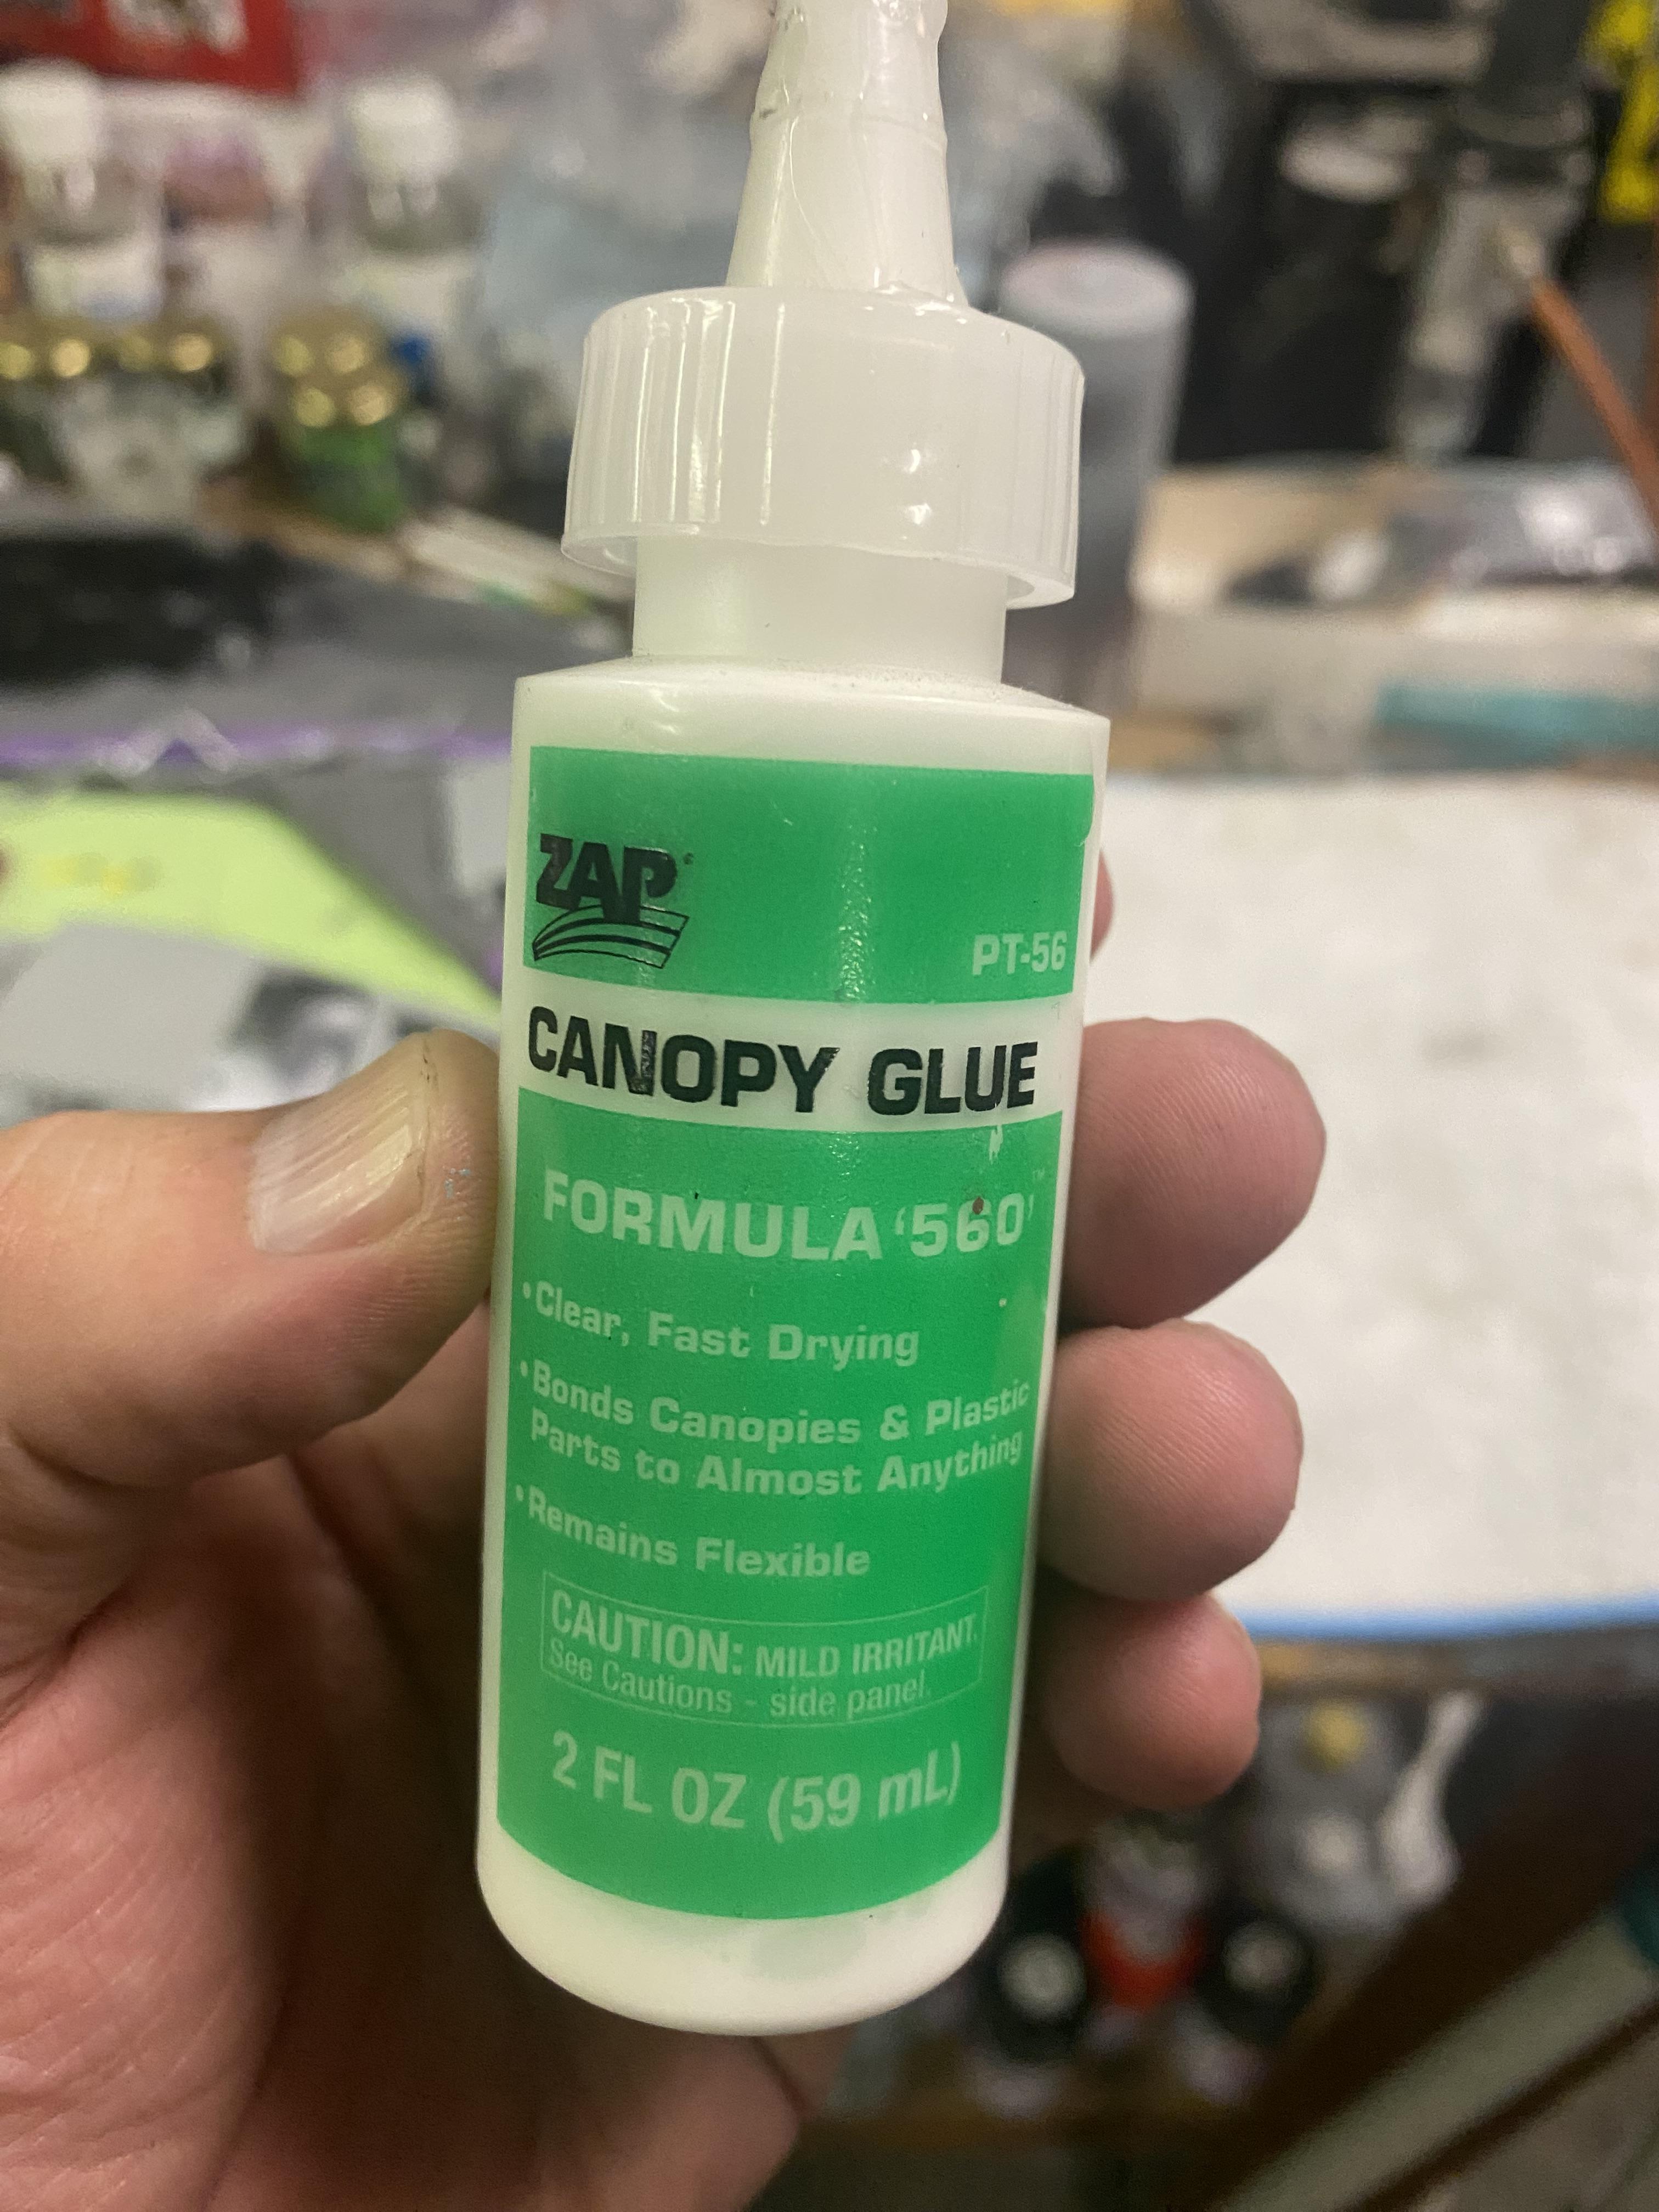 ZAP®
PT-56
CANOPY GLUE
FORMULA ‘560’™
•Clear, Fast Drying
•Bonds Canopies & Plastic
Parts to Almost Anything
•Remains Flexible
CAUTION: MILD IRRITANT.
See Cautions - side panel.
2 FL OZ (59 mL)